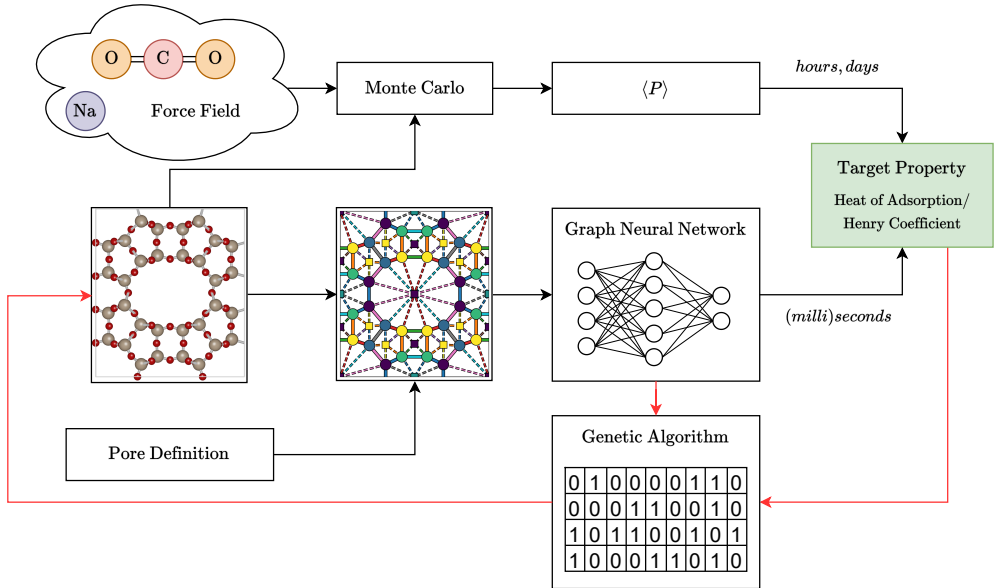 O C O
Na
Force Field
Monte Carlo
⟨P⟩
hours, days
Target Property
Heat of Adsorption/
Henry Coefficient
Graph Neural Network
(milli)seconds
Pore Definition
Genetic Algorithm
0 1 0 0 0 0 1 1 0
0 0 0 1 1 0 0 1 0
1 0 1 1 0 0 1 0 1
1 0 0 0 1 1 0 1 0